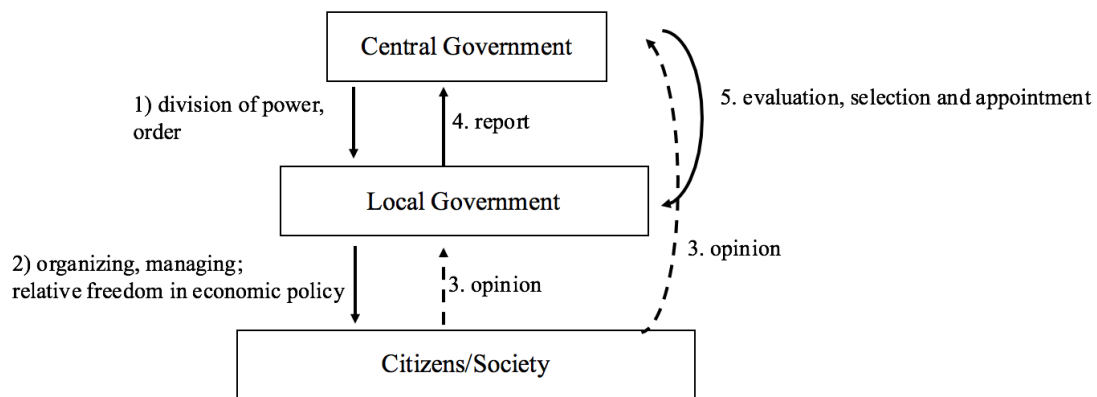 Central Government
1) division of power,
order
4. report
5. evaluation, selection and appointment
Local Government
2) organizing, managing;
relative freedom in economic policy
3. opinion
3. opinion
Citizens/Society